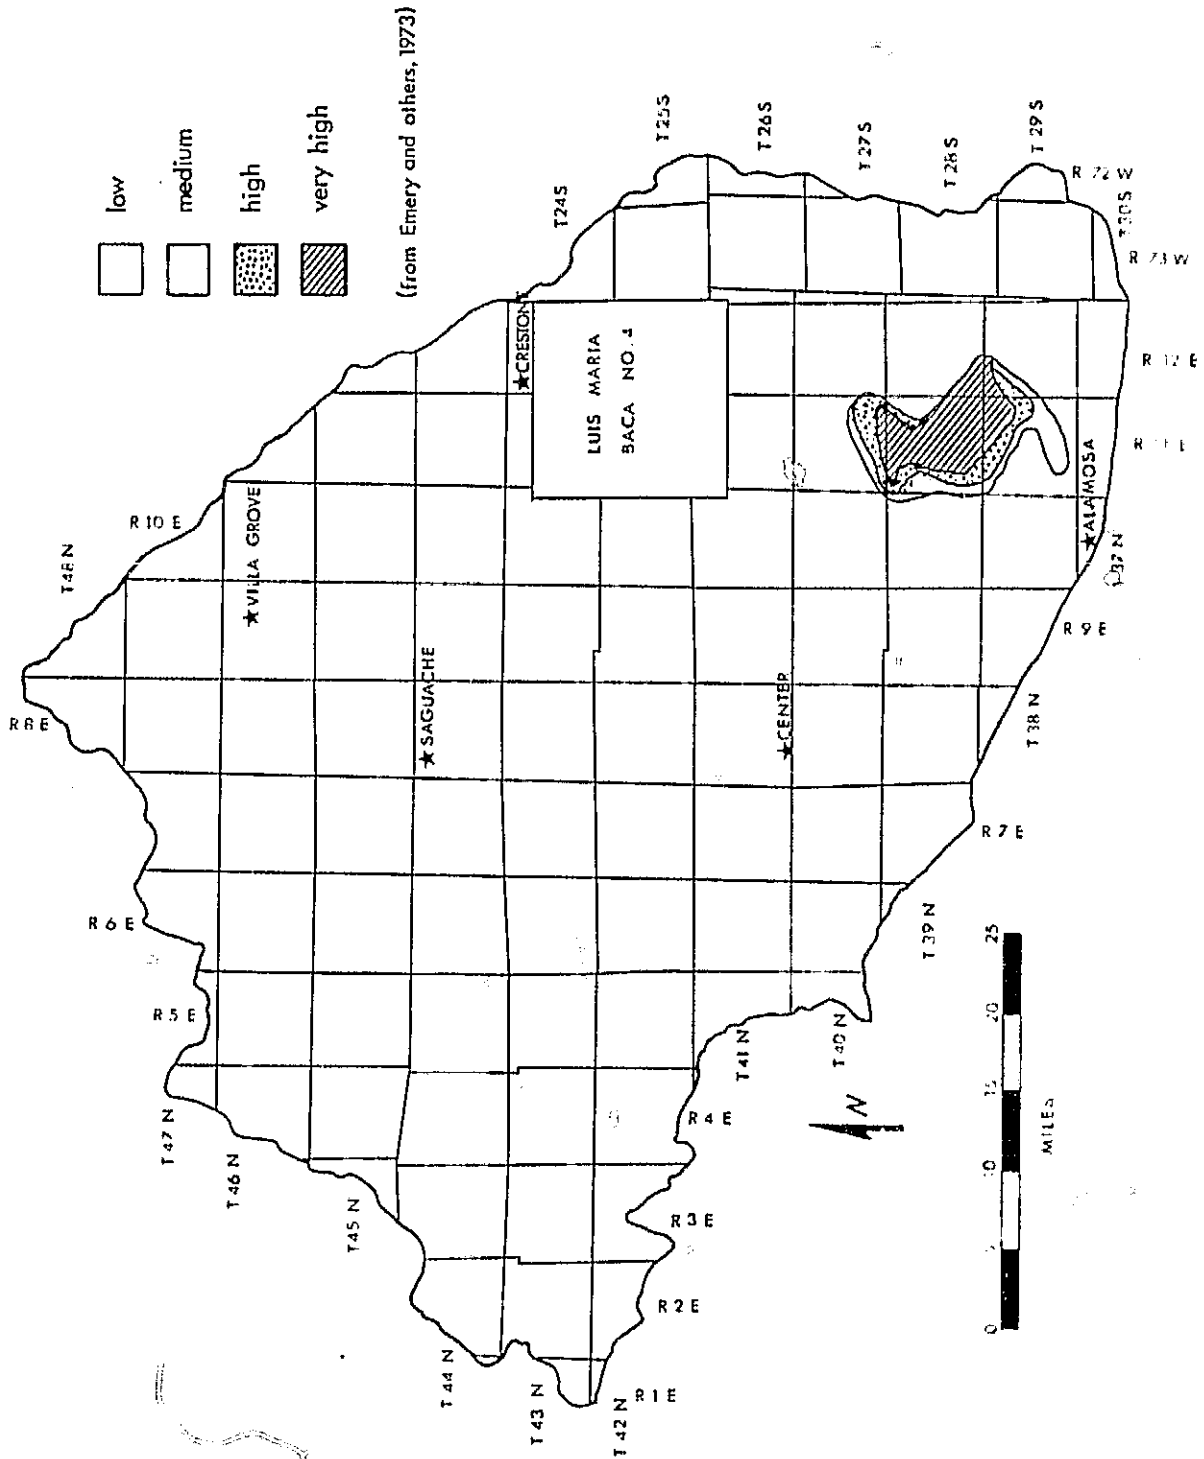 low
medium
high
very high
(from Emery and others, 1973)
R 8 E
T 48 N
R 10 E
VILLA GROVE
R 6 E
R 5 E
T 47 N
T 46 N
T 45 N
SAGUACHE
CRESTONE
T 24 S
T 25 S
T 26 S
T 27 S
T 28 S
T 29 S
R 72 W
T 30 S
R 73 W
LUIS MARIA
BACA NO. 4
R 12 E
ALAMOSA
T 37 N
R 9 E
CENTER
T 38 N
R 7 E
T 39 N
T 40 N
T 41 N
R 4 E
R 3 E
R 2 E
T 44 N
T 43 N
T 42 N
R 1 E
N
0 5 10 15 20 25
MILES